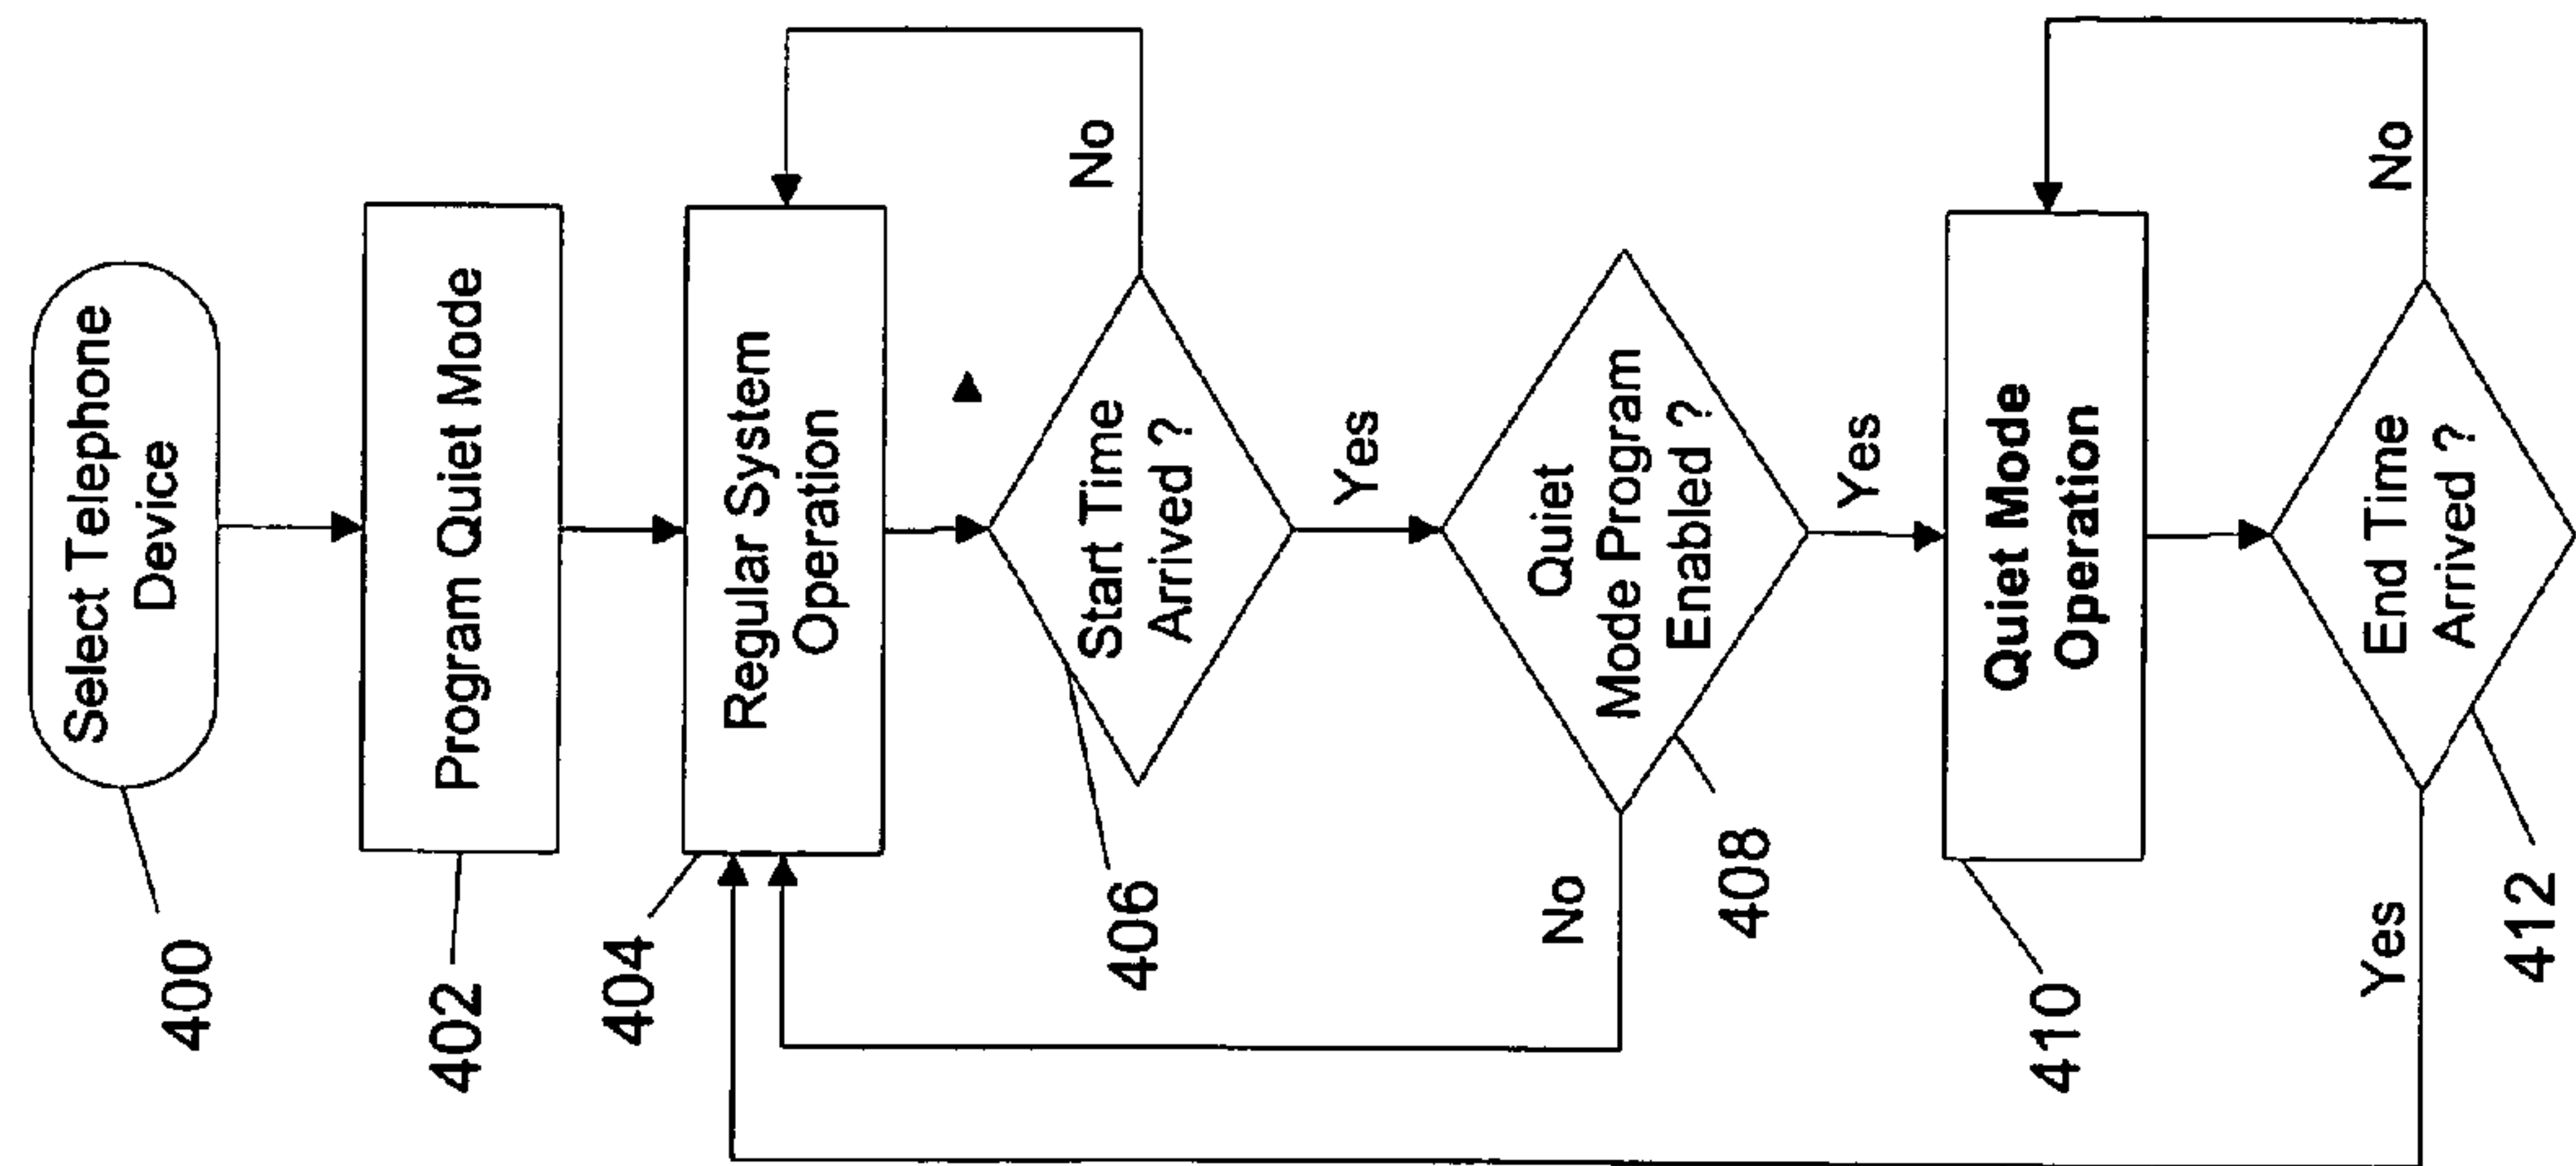 Select Telephone
Device
400
Program Quiet Mode
402
Regular System
Operation
404
Start Time
Arrived ?
406
No
Yes
Quiet
Mode Program
Enabled ?
408
No
Yes
Quiet Mode
Operation
410
End Time
Arrived ?
412
No
Yes